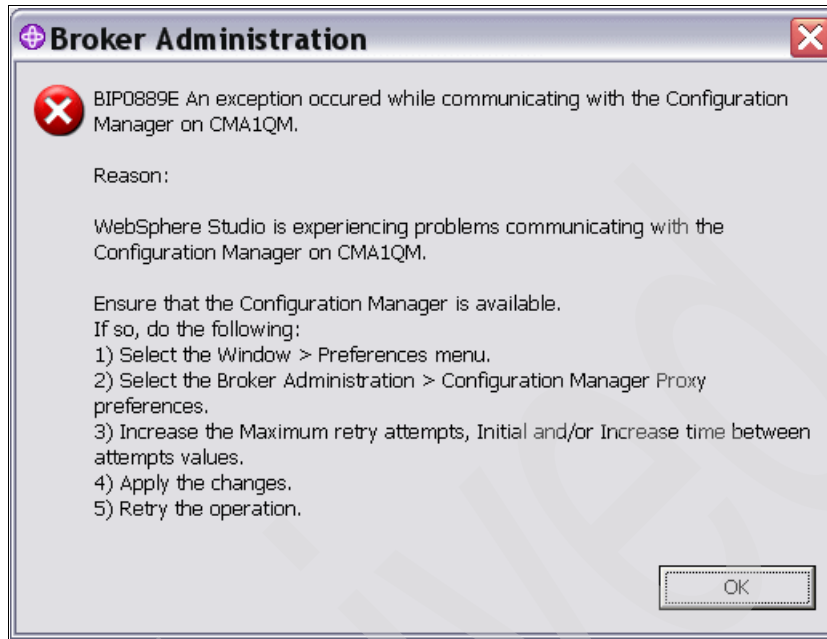 Broker Administration
BIP0889E An exception occured while communicating with the Configuration
Manager on CMA1QM.
Reason:
WebSphere Studio is experiencing problems communicating with the
Configuration Manager on CMA1QM.
Ensure that the Configuration Manager is available.
If so, do the following:
1) Select the Window > Preferences menu.
2) Select the Broker Administration > Configuration Manager Proxy
preferences.
3) Increase the Maximum retry attempts, Initial and/or Increase time between
attempts values.
4) Apply the changes.
5) Retry the operation.
OK